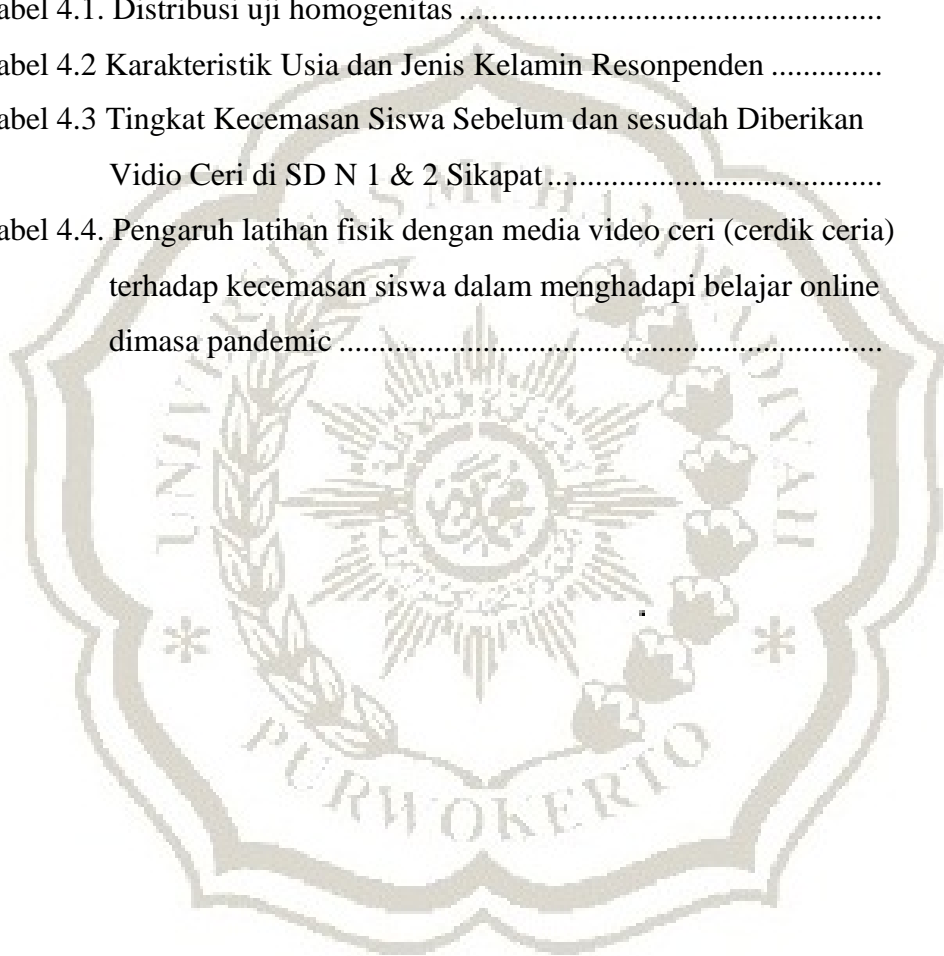 abel 4.1. Distribusi uji homogenitas ..............................................
abel 4.2 Karakteristik Usia dan Jenis Kelamin Resonpenden ..............
abel 4.3 Tingkat Kecemasan Siswa Sebelum dan sesudah Diberikan
Vidio Ceri di SD N 1 & 2 Sikapat ....................................
abel 4.4. Pengaruh latihan fisik dengan media video ceri (cerdik ceria)
terhadap kecemasan siswa dalam menghadapi belajar online
dimasa pandemic ...........................................................
UNIVERSITAS MUHAMMADIYAH
PURWOKERTO